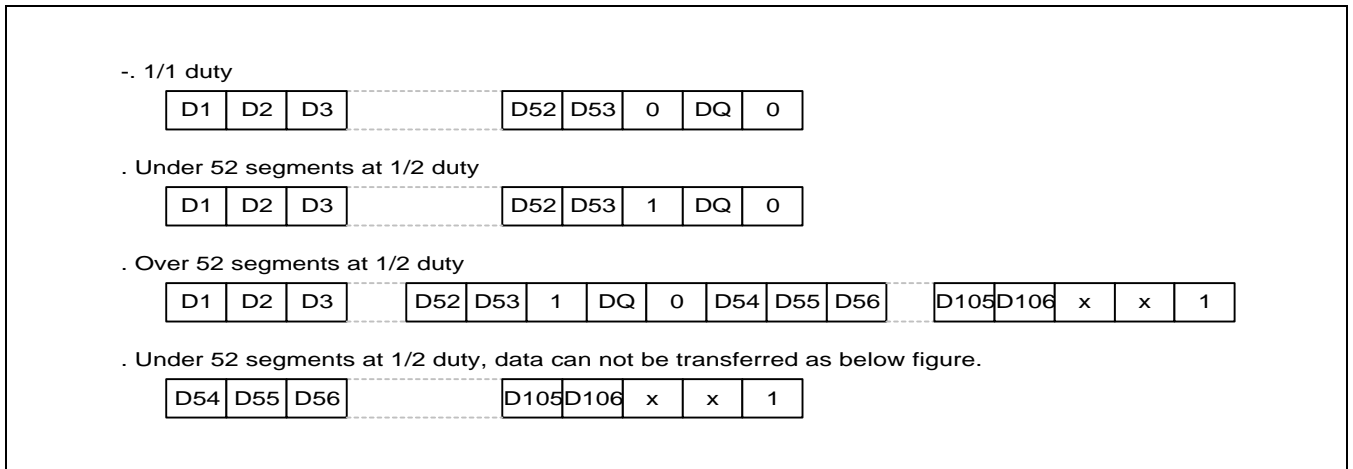 -. 1/1 duty
D1 D2 D3 D52 D53 0 DQ 0
. Under 52 segments at 1/2 duty
D1 D2 D3 D52 D53 1 DQ 0
. Over 52 segments at 1/2 duty
D1 D2 D3 D52 D53 1 DQ 0 D54 D55 D56 D105 D106 x x 1
. Under 52 segments at 1/2 duty, data can not be transferred as below figure.
D54 D55 D56 D105 D106 x x 1